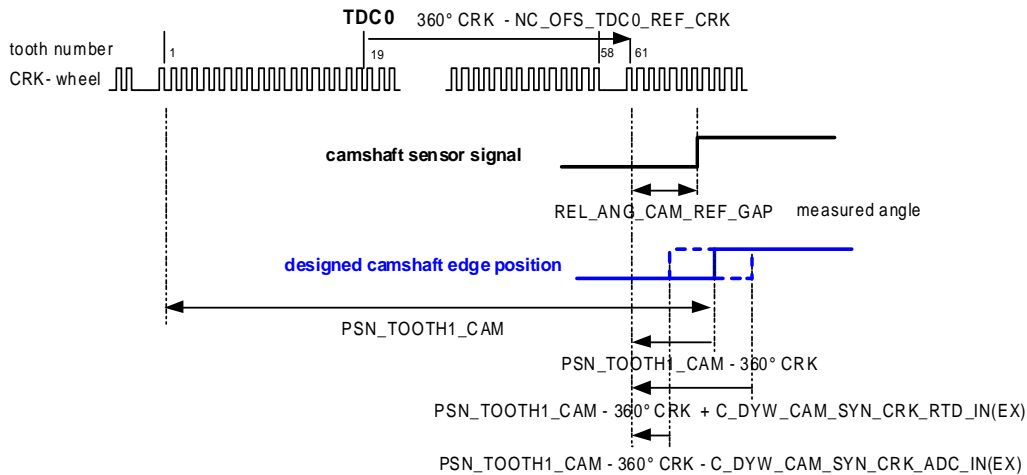 TDC0 360° CRK - NC_OFS_TDC0_REF_CRK
tooth number 1 19 58 61
CRK- wheel
camshaft sensor signal
REL_ANG_CAM_REF_GAP measured angle
designed camshaft edge position
PSN_TOOTH1_CAM
PSN_TOOTH1_CAM - 360° CRK
PSN_TOOTH1_CAM - 360° CRK + C_DYW_CAM_SYN_CRK_RTD_IN(EX)
PSN_TOOTH1_CAM - 360° CRK - C_DYW_CAM_SYN_CRK_ADC_IN(EX)